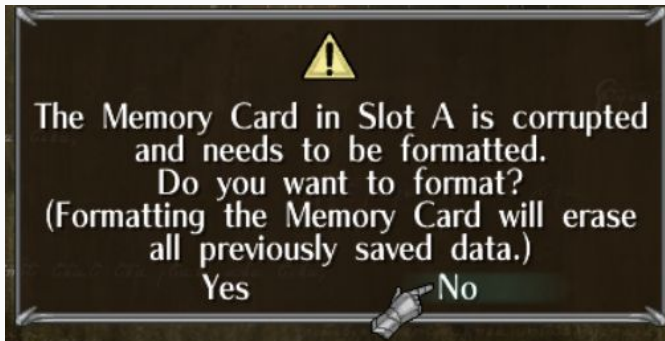 The Memory Card in Slot A is corrupted
and needs to be formatted.
Do you want to format?
(Formatting the Memory Card will erase
all previously saved data.)
Yes No